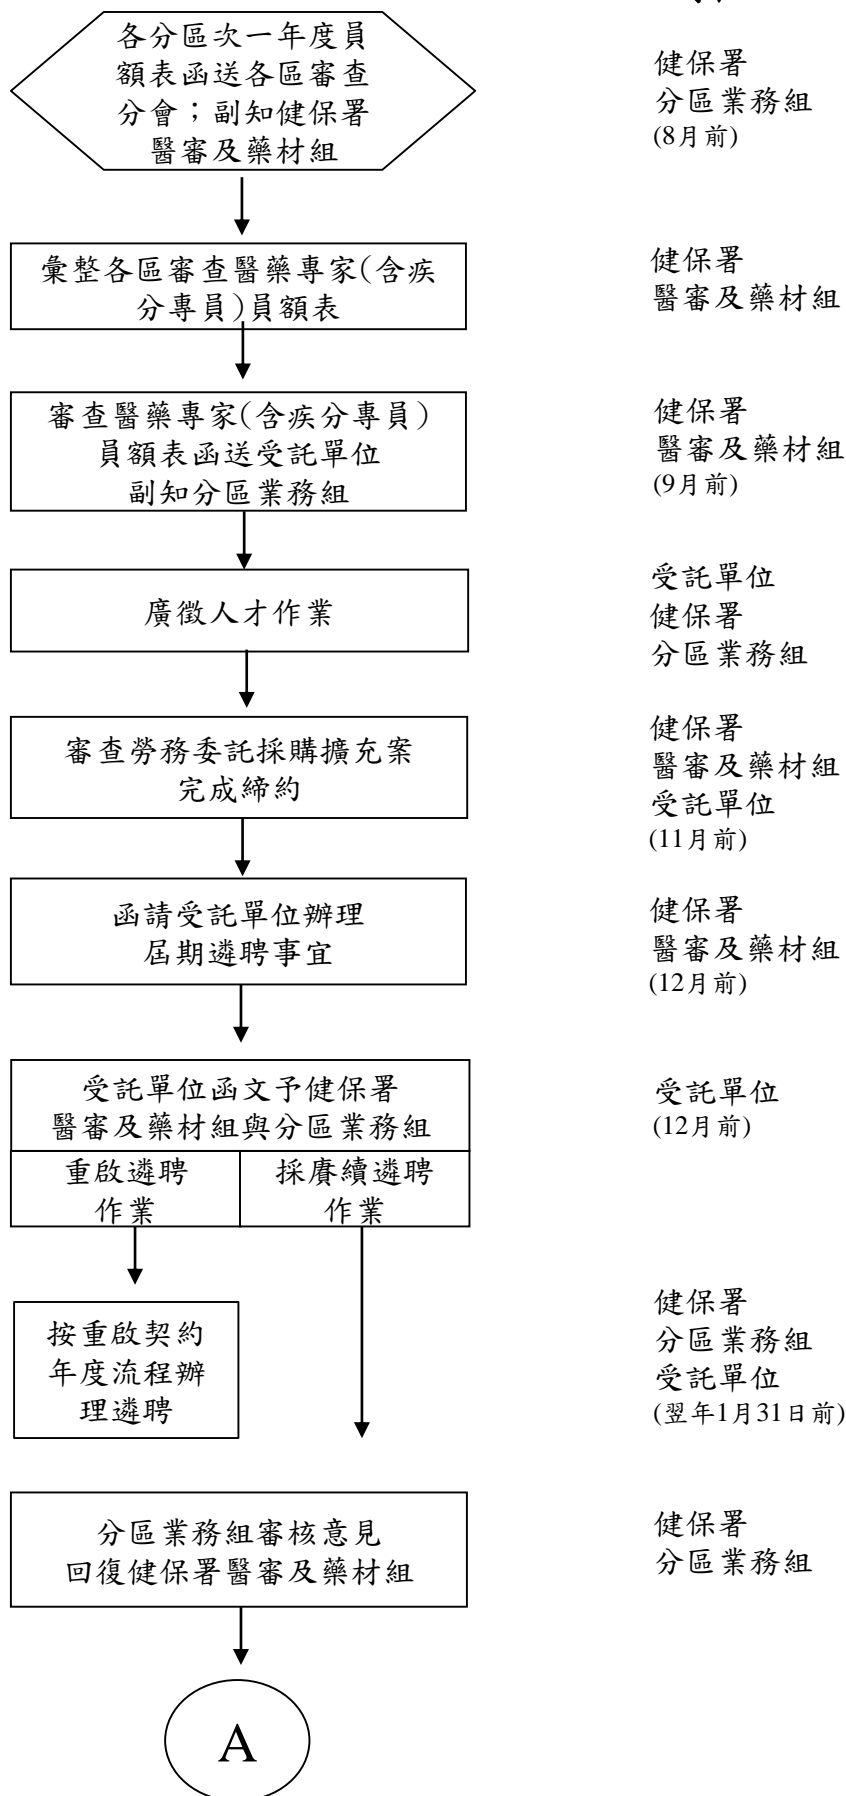 各分區次一年度員
額表函送各區審查
分會；副知健保署
醫審及藥材組
健保署
分區業務組
(8月前)
彙整各區審查醫藥專家(含疾
分專員)員額表
健保署
醫審及藥材組
審查醫藥專家(含疾分專員)
員額表函送受託單位
副知分區業務組
健保署
醫審及藥材組
(9月前)
廣徵人才作業
受託單位
健保署
分區業務組
審查勞務委託採購擴充案
完成締約
健保署
醫審及藥材組
受託單位
(11月前)
函請受託單位辦理
屆期遴聘事宜
健保署
醫審及藥材組
(12月前)
受託單位函文予健保署
醫審及藥材組與分區業務組
受託單位
(12月前)
重啟遴聘
作業
採賡續遴聘
作業
按重啟契約
年度流程辦
理遴聘
健保署
分區業務組
受託單位
(翌年1月31日前)
分區業務組審核意見
回復健保署醫審及藥材組
健保署
分區業務組
A